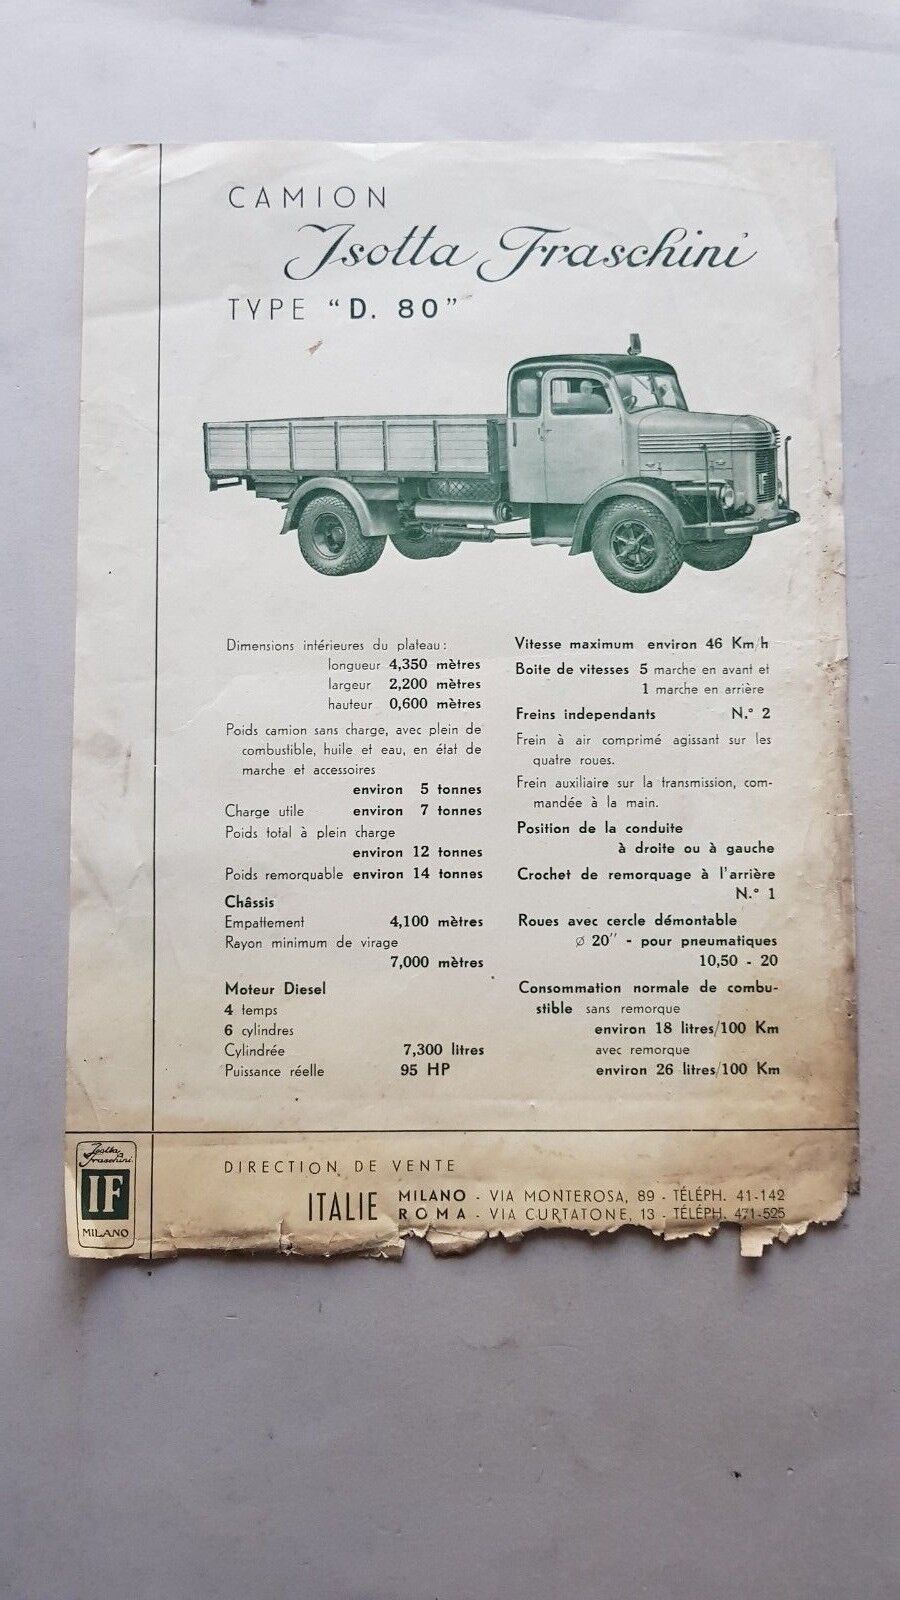 CAMION
Isotta Fraschini
TYPE "D. 80"
Dimensions intérieures du plateau:
longueur 4,350 mètres
largeur 2,200 mètres
hauteur 0,600 mètres
Poids camion sans charge, avec plein de
combustible, huile et eau, en état de
marche et accessoires
environ 5 tonnes
Charge utile environ 7 tonnes
Poids total à plein charge
environ 12 tonnes
Poids remorquable environ 14 tonnes
Châssis
Empattement 4,100 mètres
Rayon minimum de virage
7,000 mètres
Moteur Diesel
4 temps
6 cylindres
Cylindrée 7,300 litres
Puissance réelle 95 HP
Vitesse maximum environ 46 Km/h
Boite de vitesses 5 marche en avant et
1 marche en arrière
Freins independants N.° 2
Frein à air comprimé agissant sur les
quatre roues.
Frein auxiliaire sur la transmission, com-
mandée à la main.
Position de la conduite
à droite ou à gauche
Crochet de remorquage à l'arrière
N.° 1
Roues avec cercle démontable
ø 20" - pour pneumatiques
10,50 - 20
Consommation normale de combu-
stible sans remorque
environ 18 litres/100 Km
avec remorque
environ 26 litres/100 Km
Isotta
Fraschini
IF
MILANO
DIRECTION DE VENTE
ITALIE MILANO - VIA MONTEROSA, 89 - TÉLÉPH. 41-142
ROMA - VIA CURTATONE, 13 - TÉLÉPH. 471-525